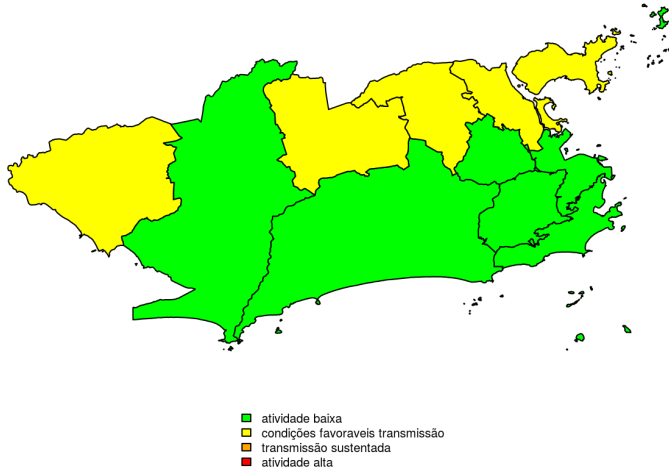 atividade baixa
condições favoraveis transmissão
transmissão sustentada
atividade alta